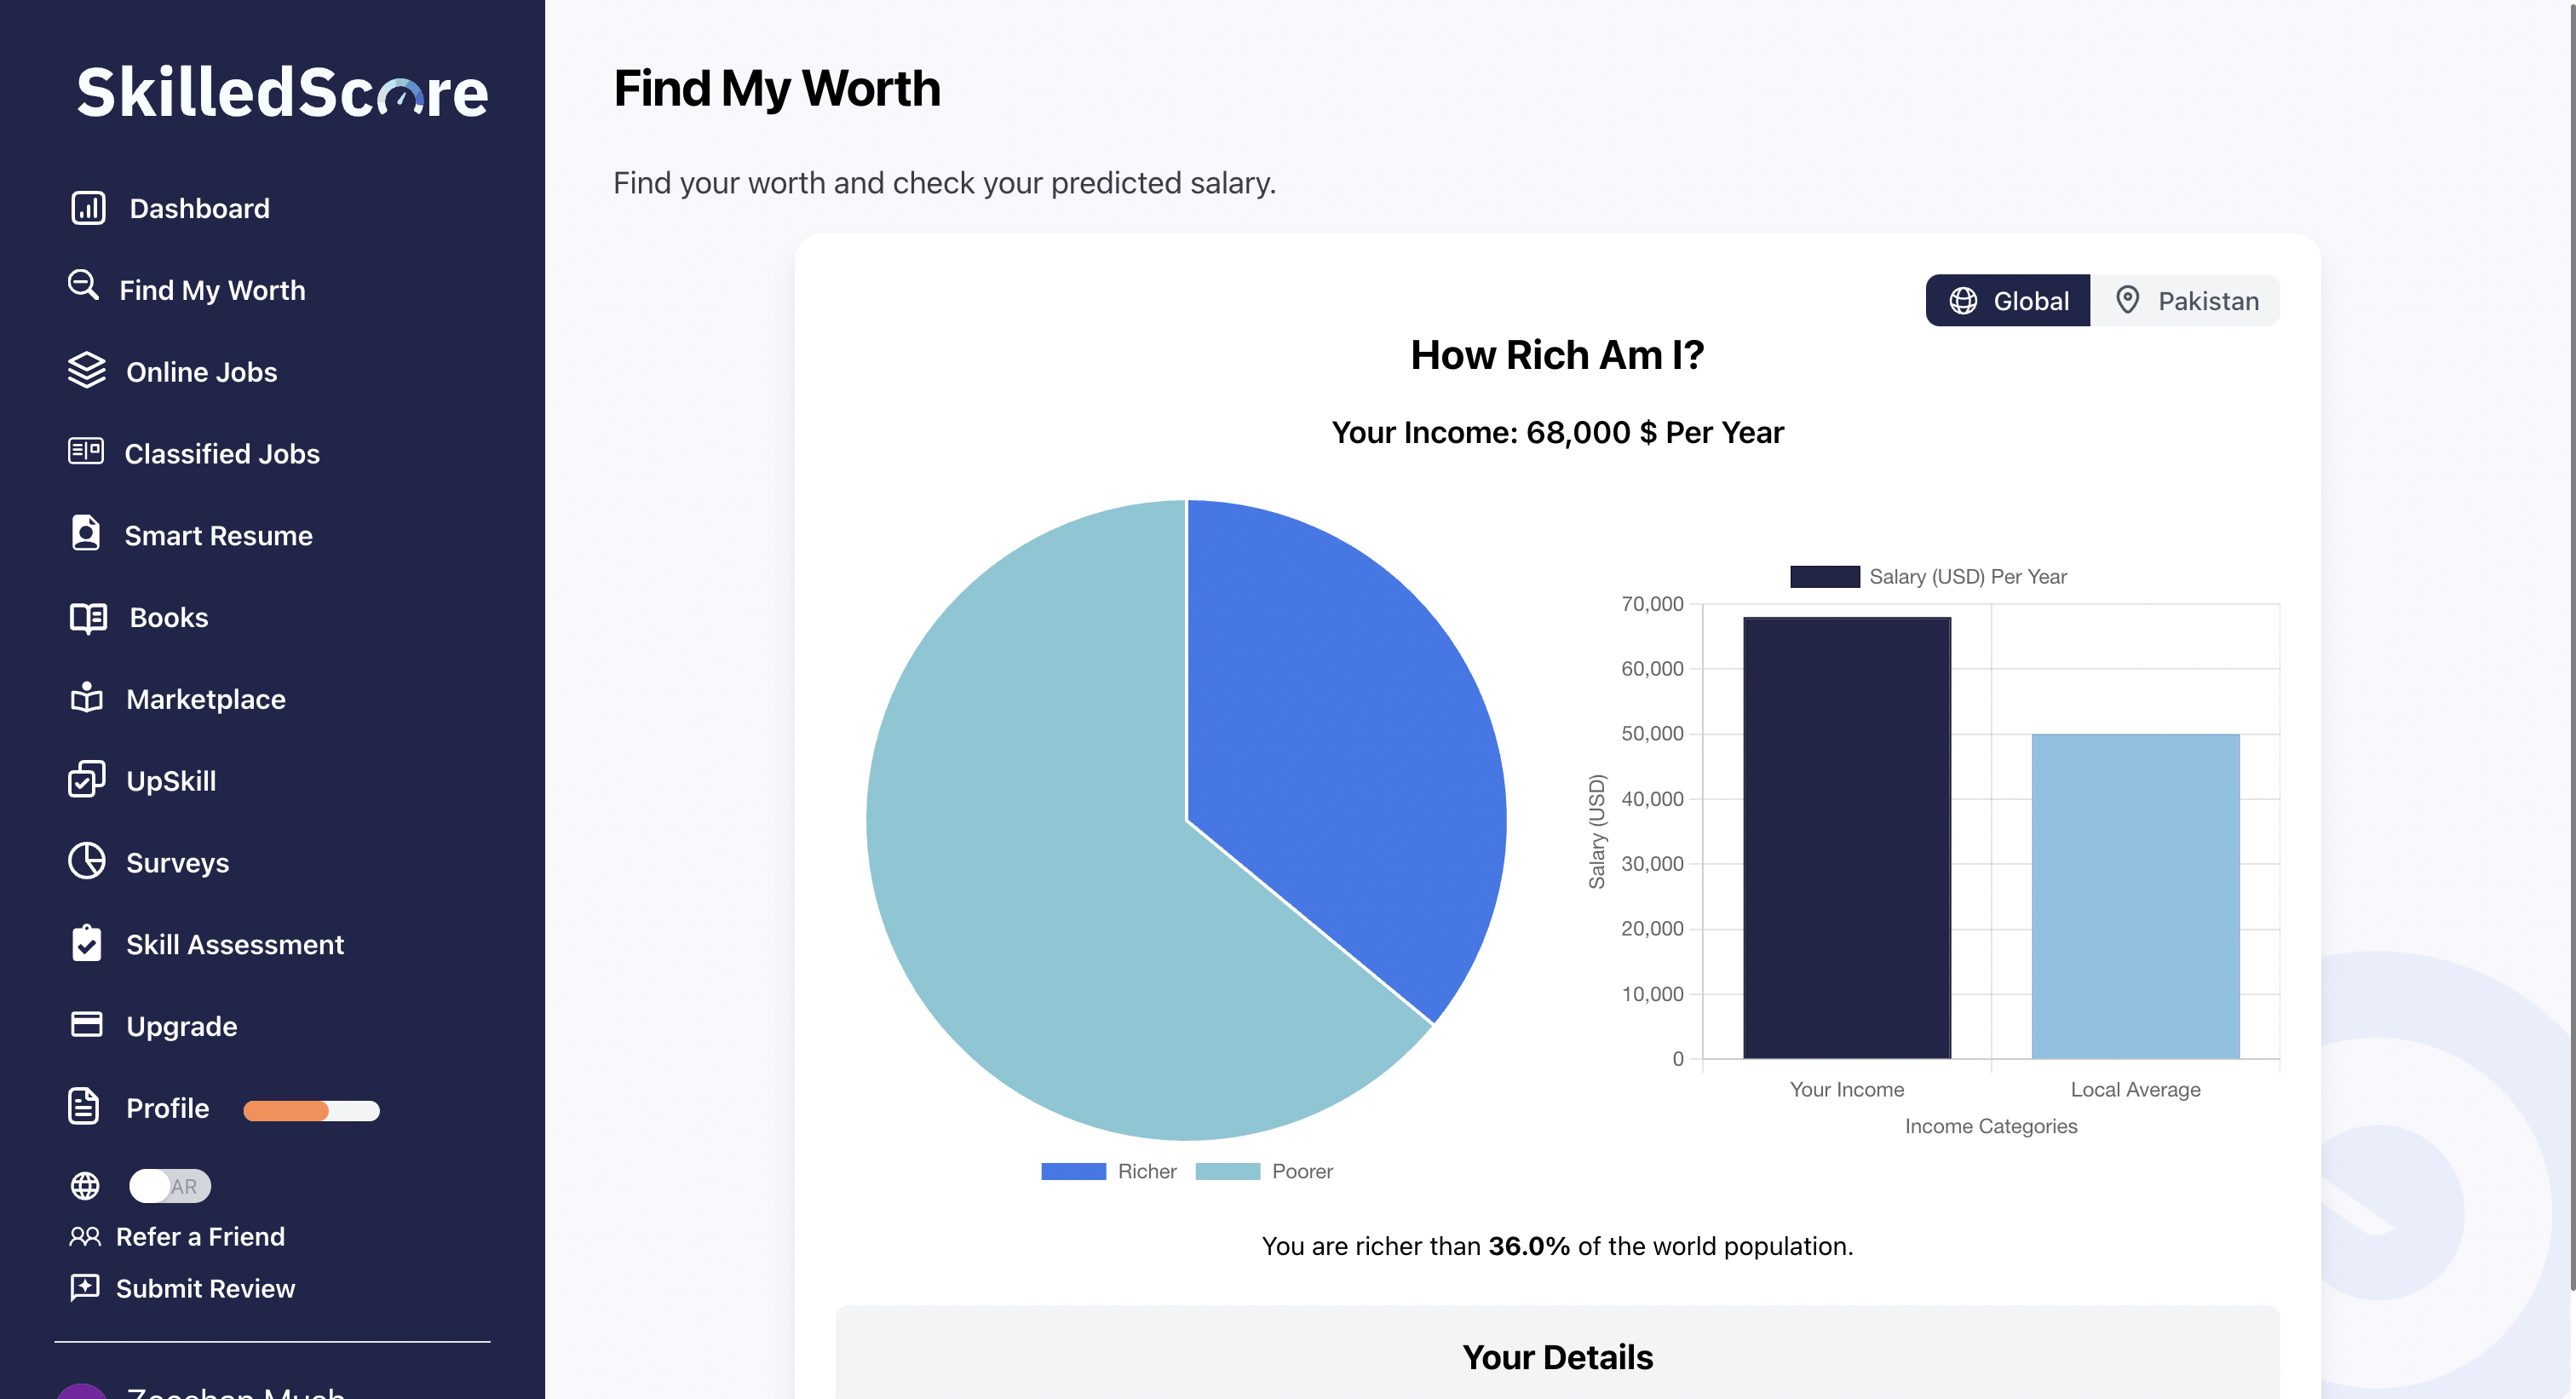 SkilledScore
Dashboard
Find My Worth
Online Jobs
Classified Jobs
Smart Resume
Books
Marketplace
UpSkill
Surveys
Skill Assessment
Upgrade
Profile
AR
Refer a Friend
Submit Review
Find My Worth
Find your worth and check your predicted salary.
Global Pakistan
How Rich Am I?
Your Income: 68,000 $ Per Year
Richer Poorer
Salary (USD) Per Year
70,000
60,000
50,000
40,000
30,000
20,000
10,000
0
Salary (USD)
Your Income Local Average
Income Categories
You are richer than 36.0% of the world population.
Your Details